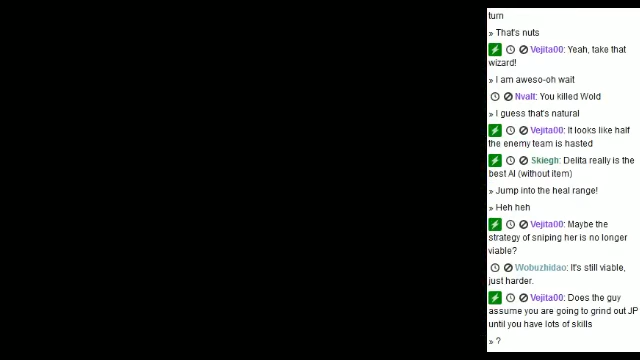 turn
» That's nuts
Vejita00: Yeah, take that
wizard!
» I am aweso-oh wait
Nvalt: You killed Wold
» I guess that's natural
Vejita00: It looks like half
the enemy team is hasted
Skiegh: Delita really is the
best AI (without item)
» Jump into the heal range!
» Heh heh
Vejita00: Maybe the
strategy of sniping her is no longer
viable?
Wobuzhidao: It's still viable,
just harder.
Vejita00: Does the guy
assume you are going to grind out JP
until you have lots of skills
» ?